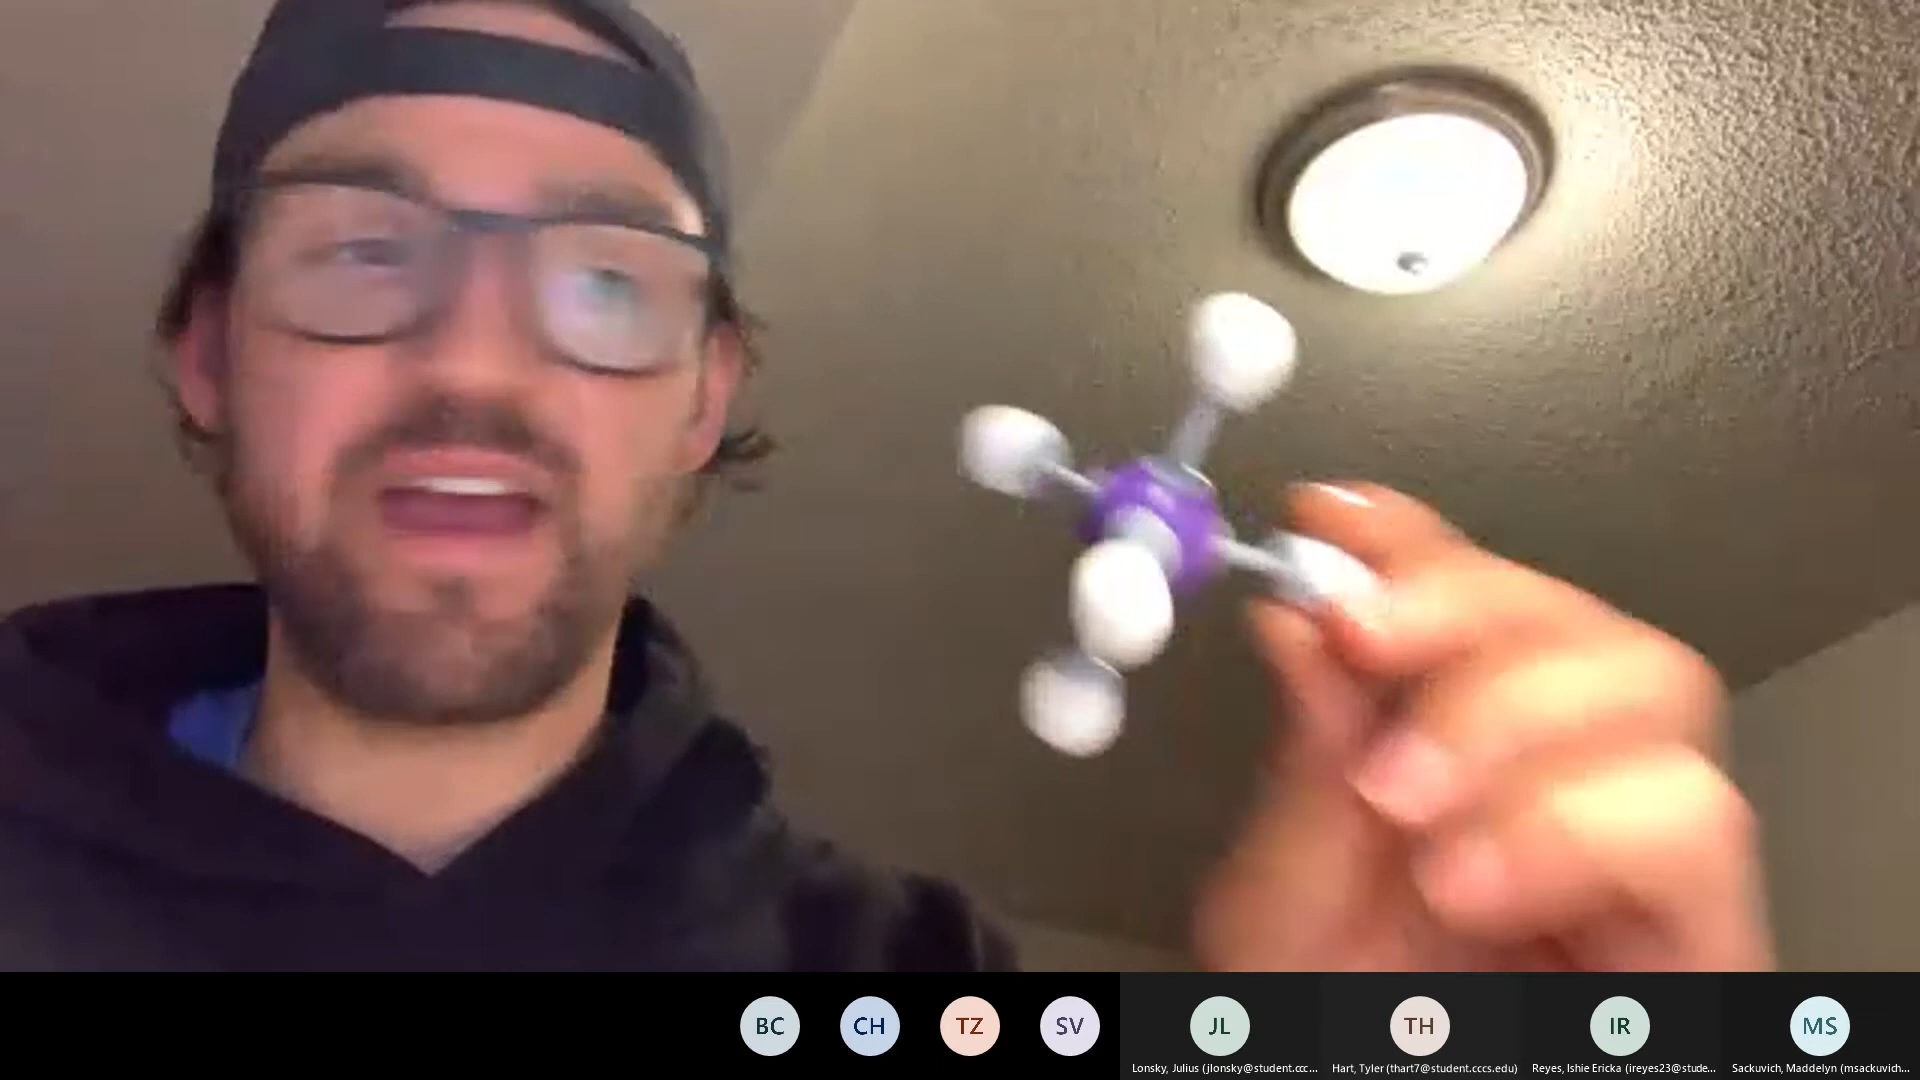 BC
CH
TZ
SV
JL
TH
IR
MS
Lonsky, Julius (jlonsky@student.ccc...
Hart, Tyler (thart7@student.cccs.edu)
Reyes, Ishie Ericka (ireyes23@stude...
Sackuvich, Maddelyn (msackuvich...